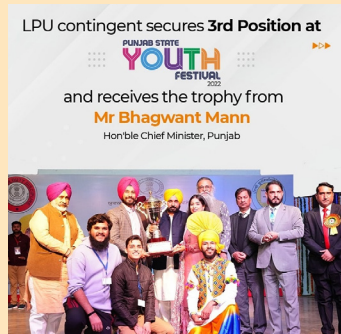 LPU contingent secures 3rd Position at
PUNJAB STATE
YOUTH
FESTIVAL
2022
and receives the trophy from
Mr Bhagwant Mann
Hon'ble Chief Minister, Punjab